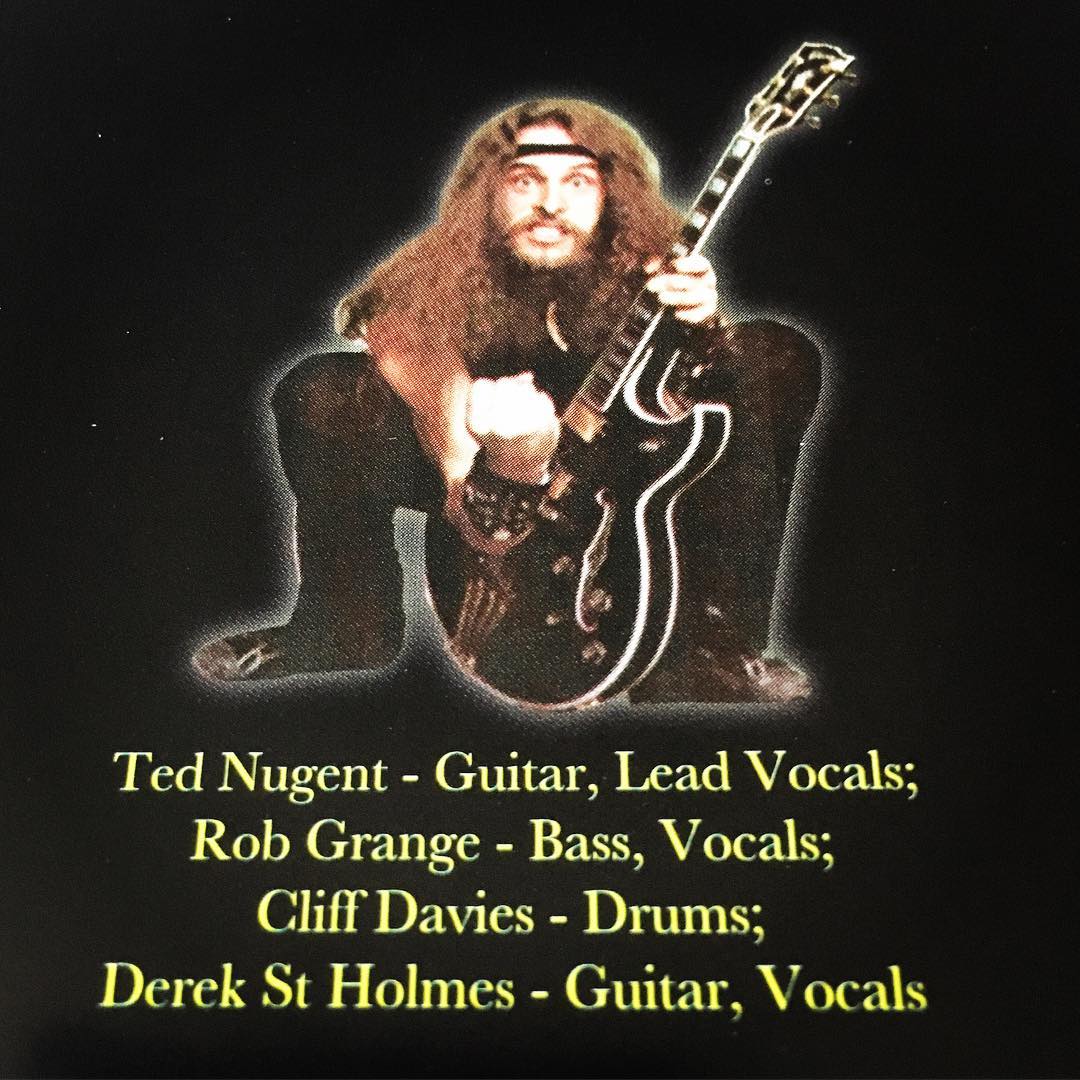 Ted Nugent - Guitar, Lead Vocals;
Rob Grange - Bass, Vocals;
Cliff Davies - Drums;
Derek St Holmes - Guitar, Vocals